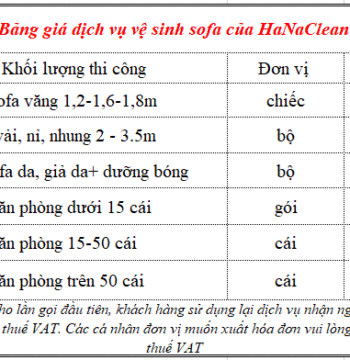 Bảng giá dịch vụ vệ sinh sofa của HaNaClean
Khối lượng thi công Đơn vị
ofa văng 1,2-1,6-1,8m chiếc
vải, nỉ, nhung 2 - 3.5m bộ
fa da, giả da+ dưỡng bóng bộ
ăn phòng dưới 15 cái gói
ăn phòng 15-50 cái cái
ăn phòng trên 50 cái cái
ho lần gọi đầu tiên, khách hàng sử dụng lại dịch vụ nhận ng
thuế VAT. Các cá nhân đơn vị muốn xuất hóa đơn vui lòng
thuế VAT